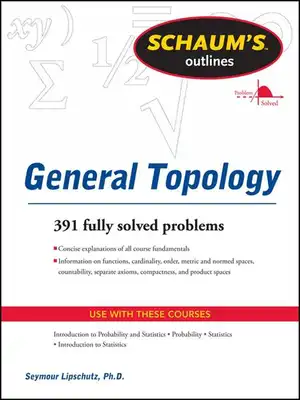 xy)
SCHAUM'S
outlines
Problem
Solved
General Topology
391 fully solved problems
• Concise explanations of all course fundamentals
• Information on functions, cardinality, order, metric and normed spaces,
countability, separate axioms, compactness, and product spaces
USE WITH THESE COURSES
Introduction to Probability and Statistics • Probability • Statistics
• Introduction to Statistics
Seymour Lipschutz, Ph.D.